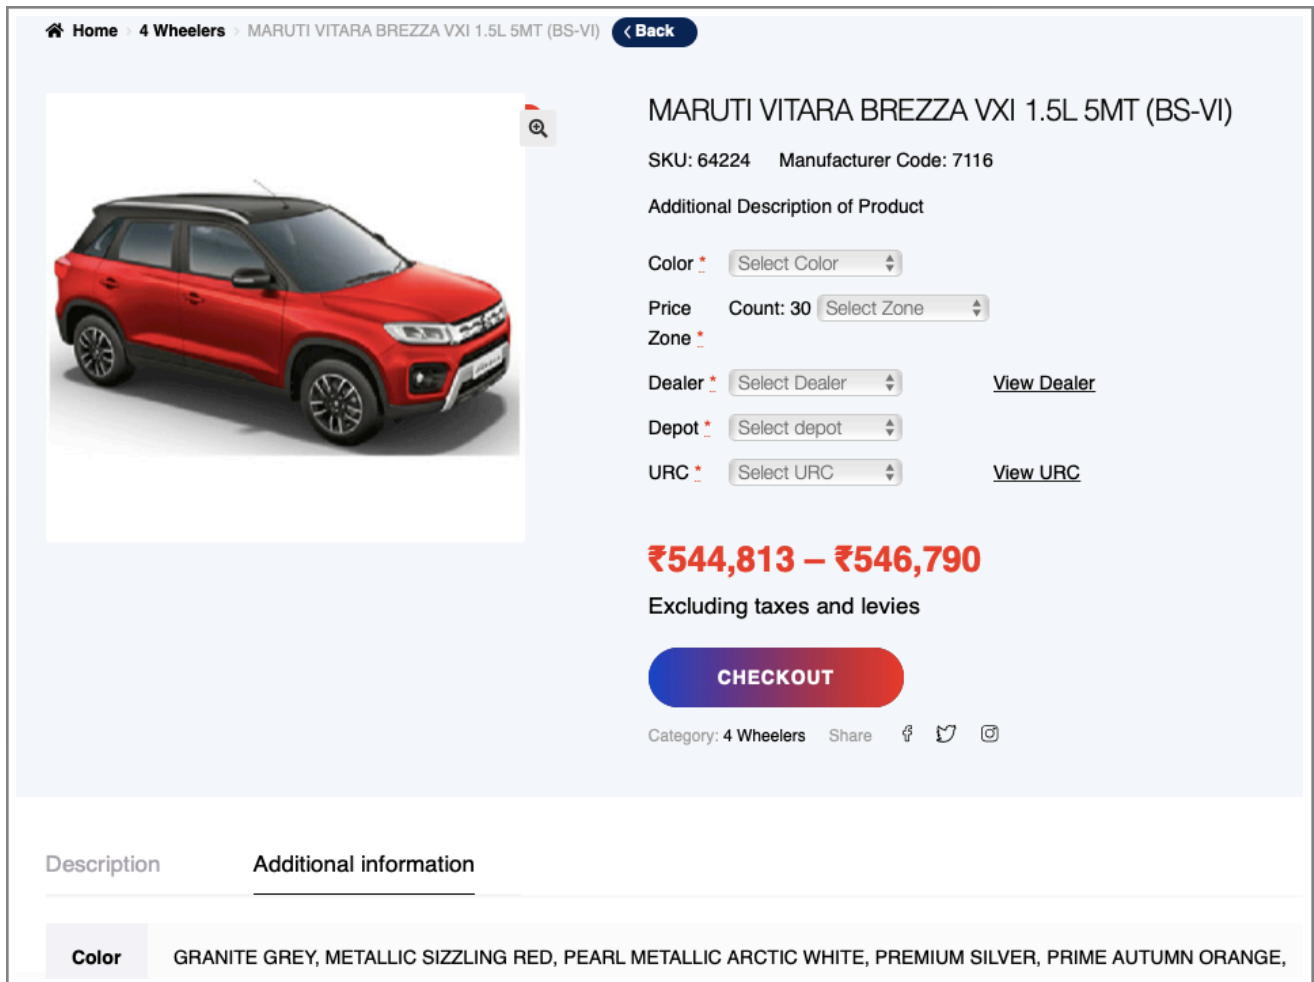 Home › 4 Wheelers › MARUTI VITARA BREZZA VXI 1.5L 5MT (BS-VI) Back
MARUTI VITARA BREZZA VXI 1.5L 5MT (BS-VI)
SKU: 64224 Manufacturer Code: 7116
Additional Description of Product
Color * Select Color
Price Zone * Count: 30 Select Zone
Dealer * Select Dealer View Dealer
Depot * Select depot
URC * Select URC View URC
₹544,813 – ₹546,790
Excluding taxes and levies
CHECKOUT
Category: 4 Wheelers Share
Description Additional information
Color GRANITE GREY, METALLIC SIZZLING RED, PEARL METALLIC ARCTIC WHITE, PREMIUM SILVER, PRIME AUTUMN ORANGE,